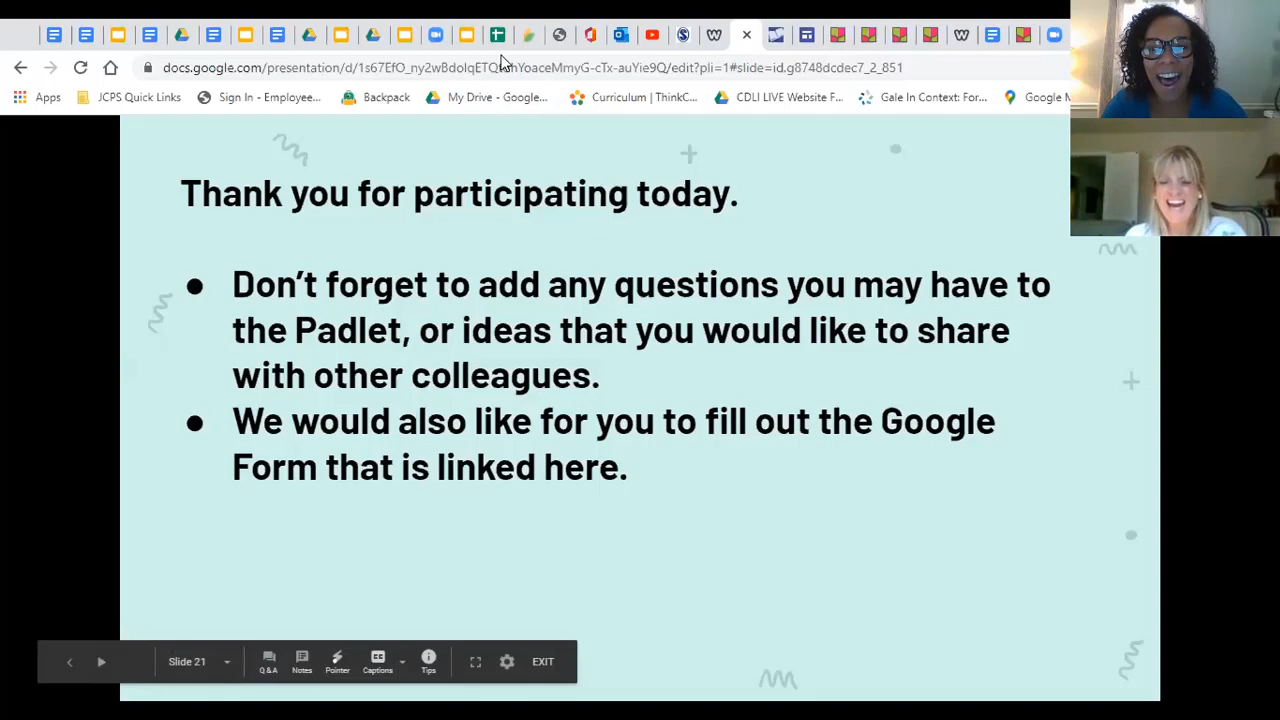 docs.google.com/presentation/d/1s67EfO_ny2wBdolqETQ hYoaceMmyG-cTx-auYie9Q/edit?pli=1#slide=id.g8748dcdec7_2_851
Apps JCPS Quick Links Sign In - Employee... Backpack My Drive - Google... Curriculum | ThinkC... CDLI LIVE Website F... Gale In Context: For... Google M
Thank you for participating today.
● Don’t forget to add any questions you may have to
the Padlet, or ideas that you would like to share
with other colleagues.
● We would also like for you to fill out the Google
Form that is linked here.
Slide 21 Q&A Notes Pointer Captions Tips EXIT